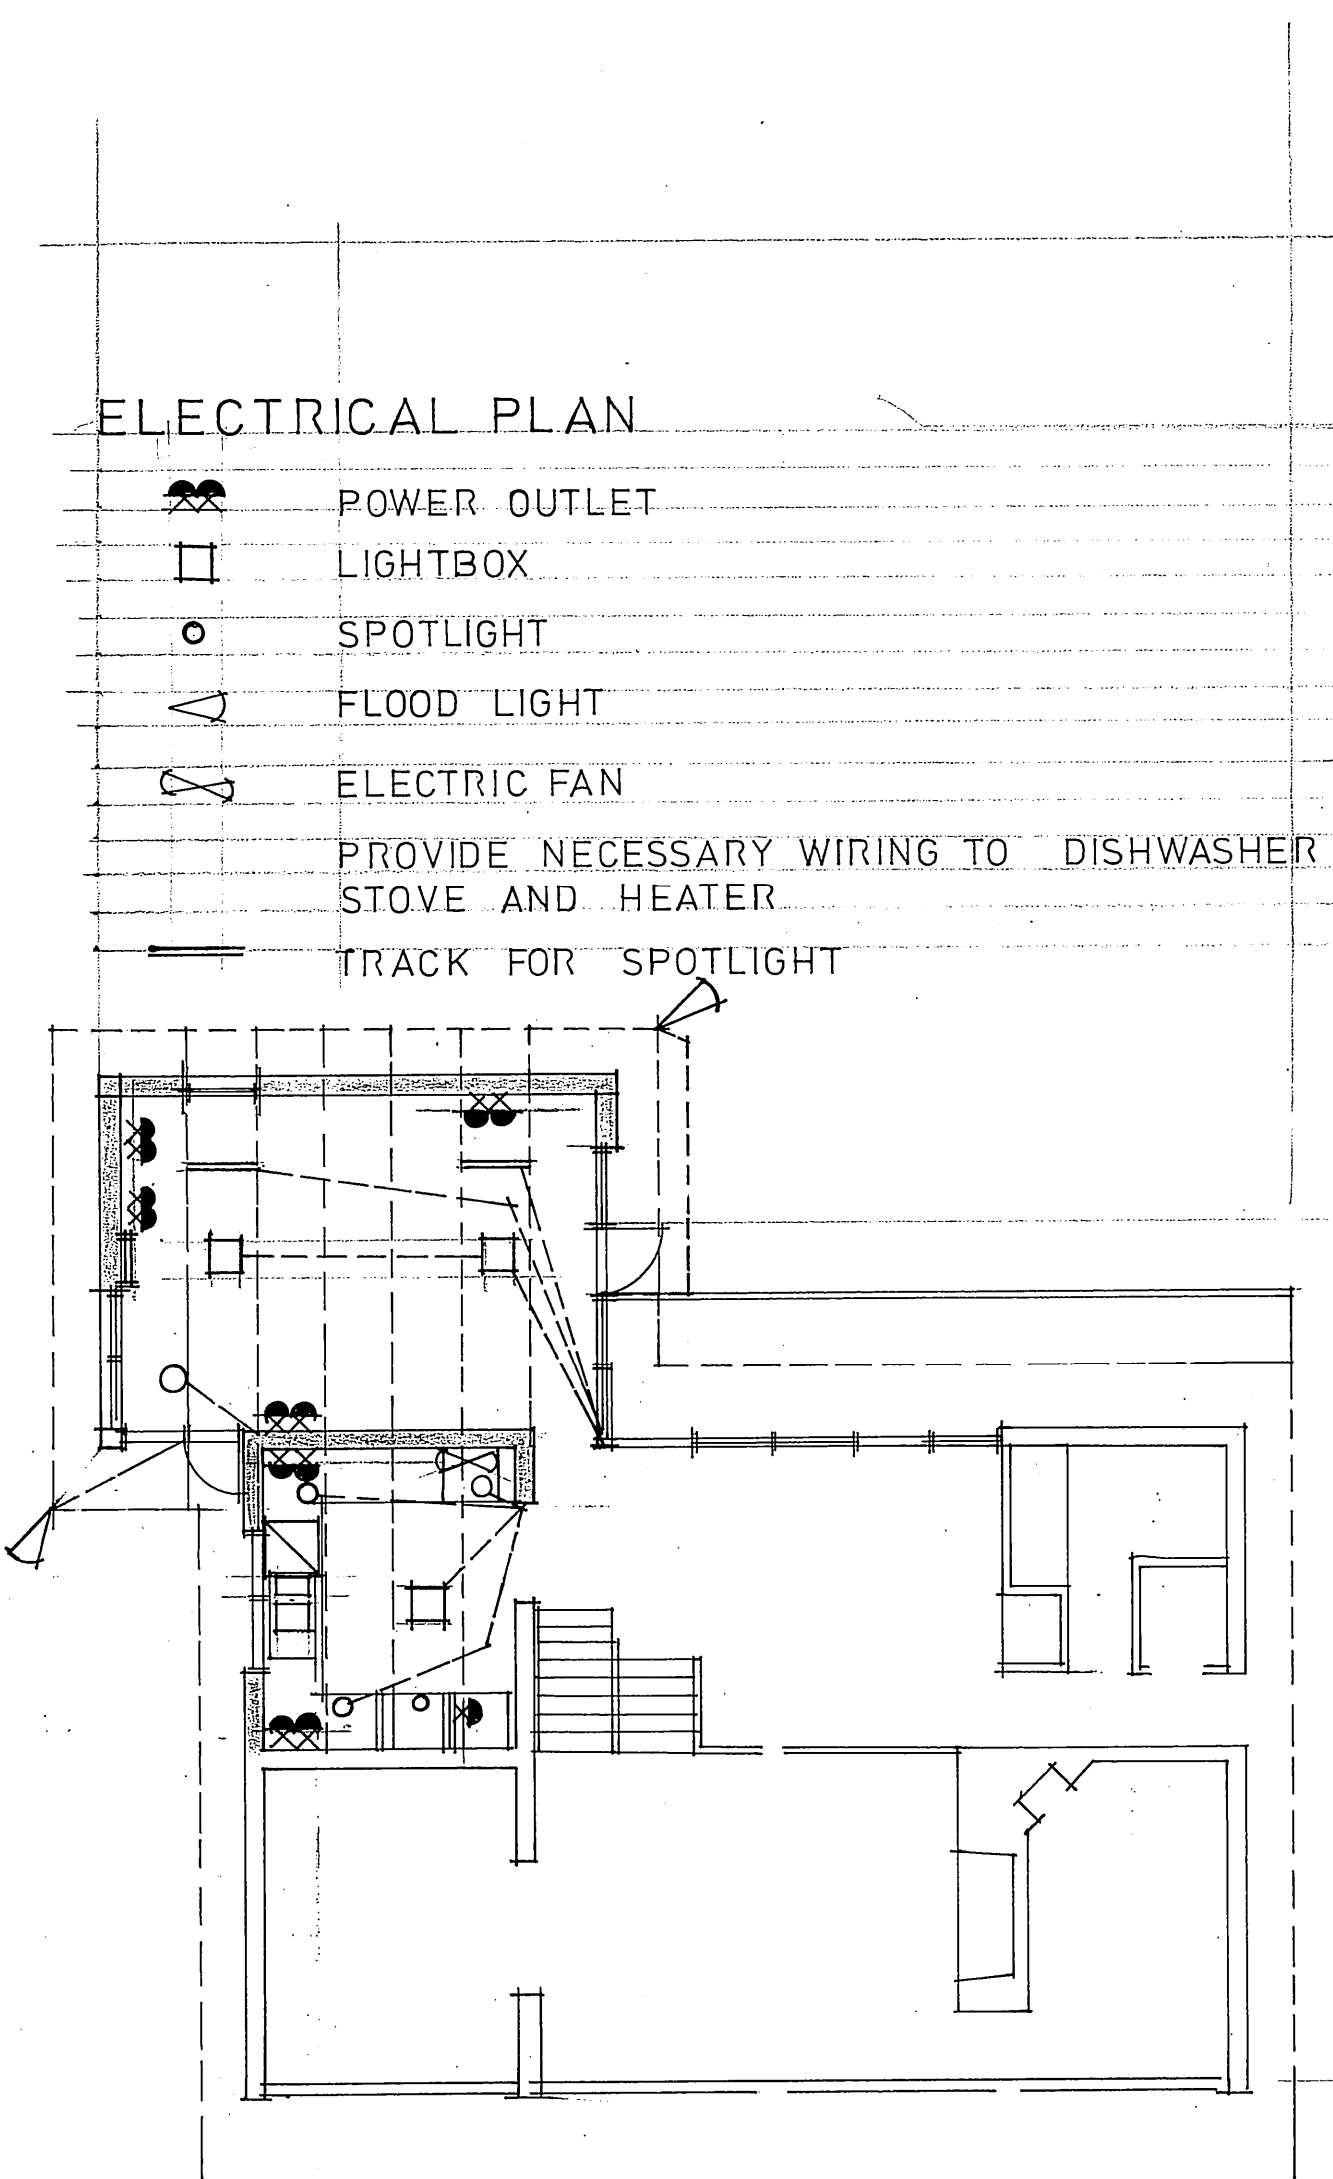 ELECTRICAL PLAN
POWER OUTLET
LIGHTBOX
SPOTLIGHT
FLOOD LIGHT
ELECTRIC FAN
PROVIDE NECESSARY WIRING TO DISHWASHER
STOVE AND HEATER
TRACK FOR SPOTLIGHT